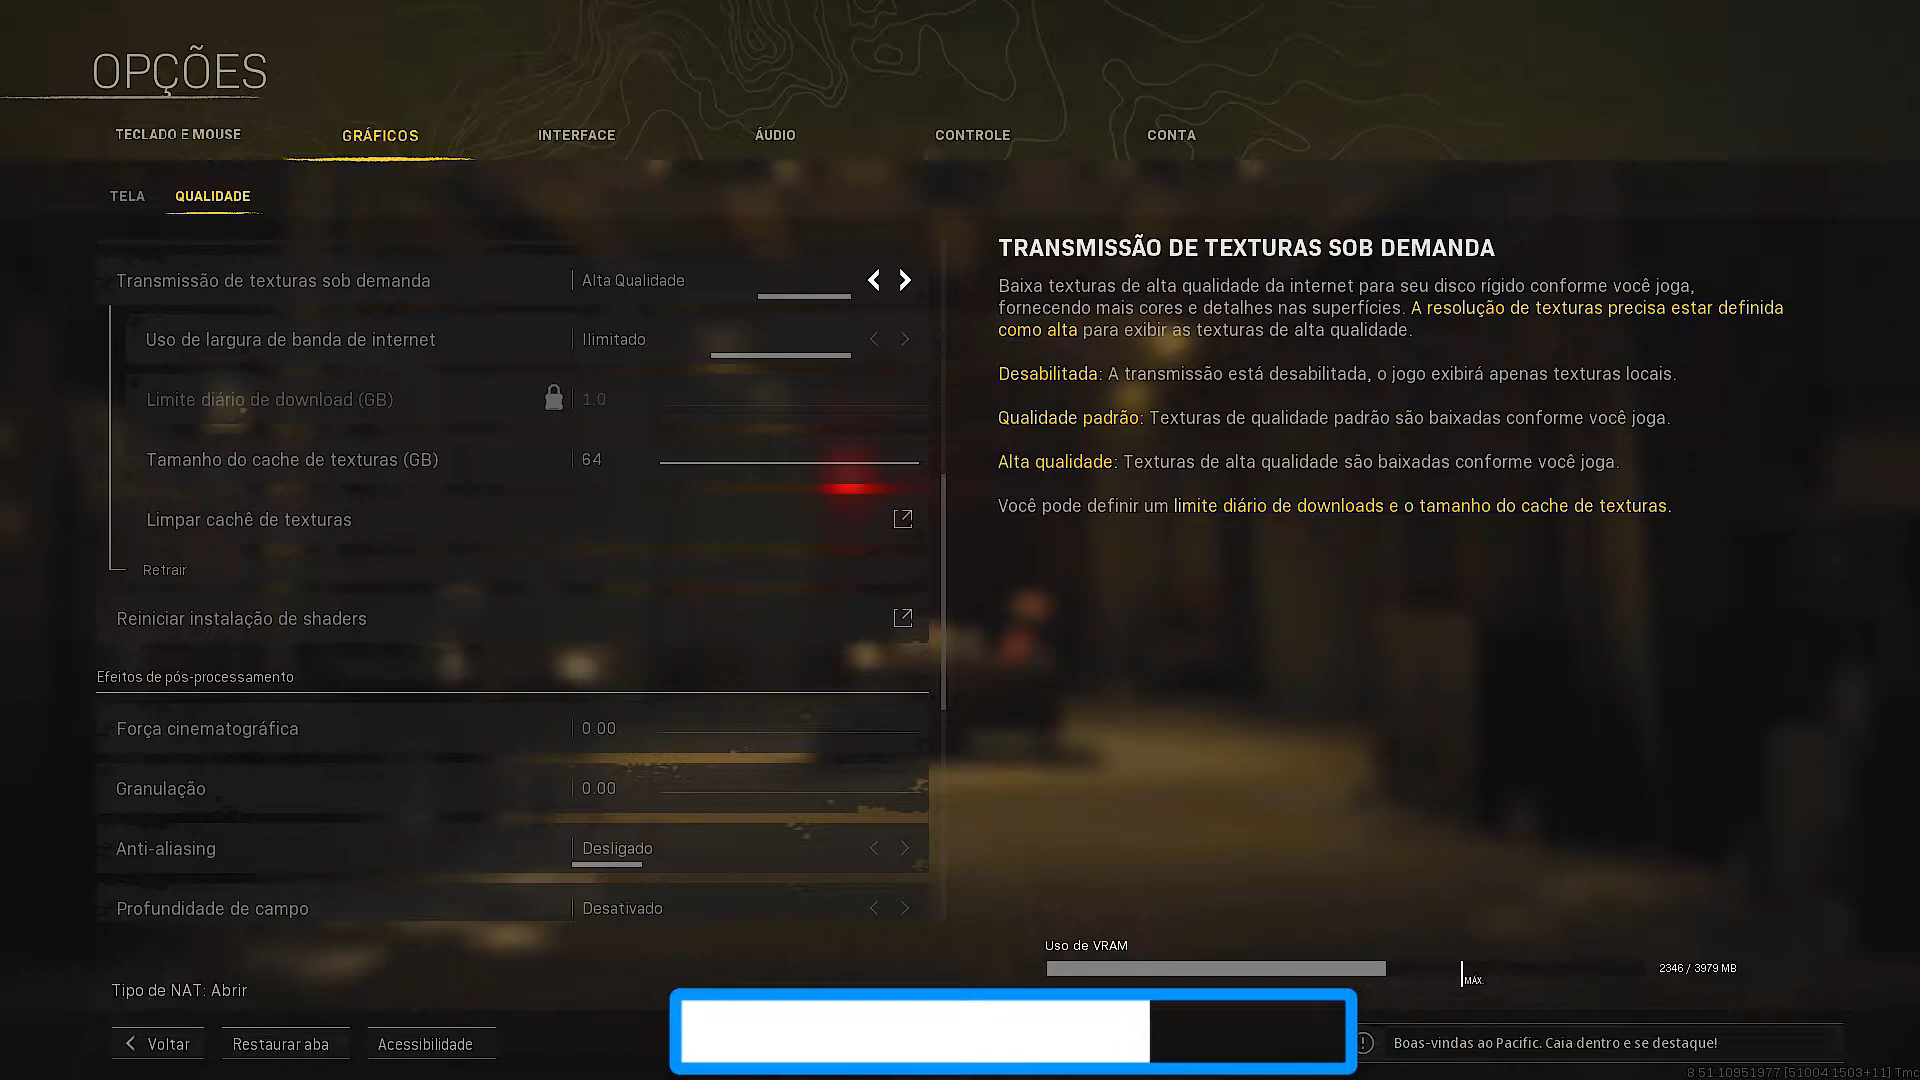 OPÇÕES
TECLADO E MOUSE
GRÁFICOS
INTERFACE
ÁUDIO
CONTROLE
CONTA
TELA
QUALIDADE
Transmissão de texturas sob demanda
Alta Qualidade
Uso de largura de banda de internet
Ilimitado
Limite diário de download (GB)
1.0
Tamanho do cache de texturas (GB)
64
Limpar cachê de texturas
Retrair
Reiniciar instalação de shaders
Efeitos de pós-processamento
Força cinematográfica
0.00
Granulação
0.00
Anti-aliasing
Desligado
Profundidade de campo
Desativado
TRANSMISSÃO DE TEXTURAS SOB DEMANDA
Baixa texturas de alta qualidade da internet para seu disco rígido conforme você joga,
fornecendo mais cores e detalhes nas superfícies. A resolução de texturas precisa estar definida
como alta para exibir as texturas de alta qualidade.
Desabilitada: A transmissão está desabilitada, o jogo exibirá apenas texturas locais.
Qualidade padrão: Texturas de qualidade padrão são baixadas conforme você joga.
Alta qualidade: Texturas de alta qualidade são baixadas conforme você joga.
Você pode definir um limite diário de downloads e o tamanho do cache de texturas.
Uso de VRAM
2346 / 3979 MB
MÁX.
Tipo de NAT: Abrir
Voltar
Restaurar aba
Acessibilidade
Boas-vindas ao Pacific. Caia dentro e se destaque!
8.51.10951977 [51004:1503+11] Tmc